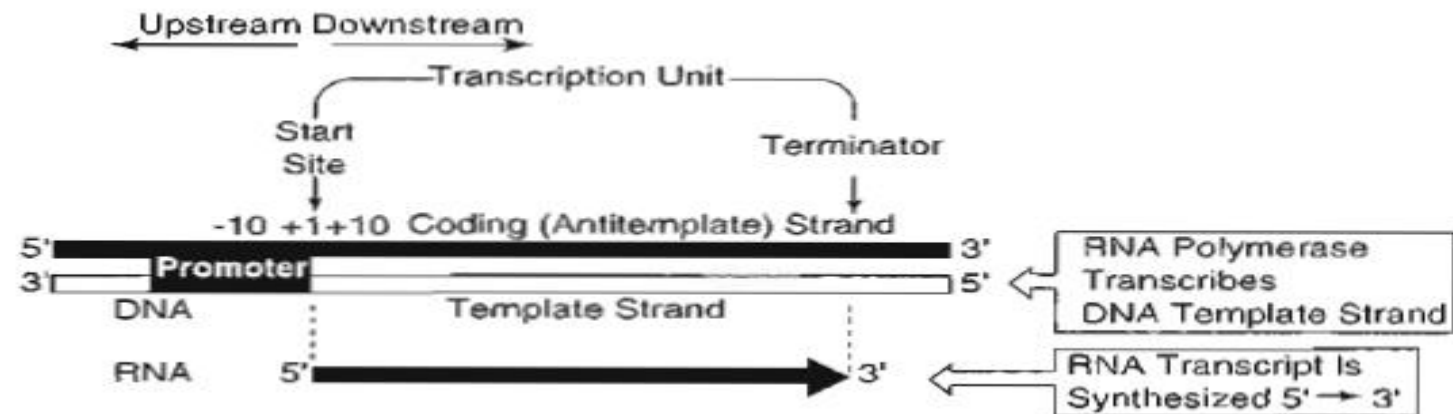 Upstream Downstream
Transcription Unit
Start
Site
Terminator
-10 +1+10 Coding (Antitemplate) Strand
5' 3'
Promoter
3' 5'
DNA Template Strand
RNA 5' 3'
RNA Polymerase
Transcribes
DNA Template Strand
RNA Transcript Is
Synthesized 5' → 3'